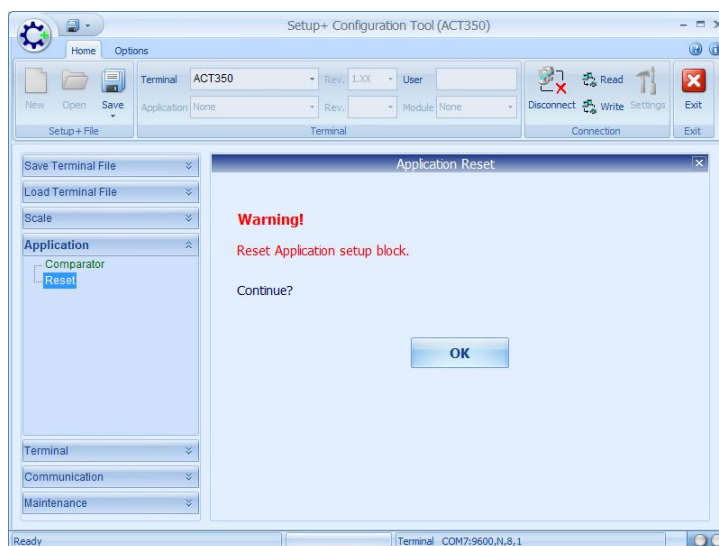 Setup+ Configuration Tool (ACT350)
Home Options
New Open Save
Setup+File
Terminal ACT350 Rev. 1.XX User
Application None Rev. Module None
Terminal
Disconnect Read Write Settings
Connection
Exit
Exit
Save Terminal File
Load Terminal File
Scale
Application
Comparator
Reset
Terminal
Communication
Maintenance
Application Reset
Warning!
Reset Application setup block.
Continue?
OK
Ready Terminal COM7:9600,N,8,1